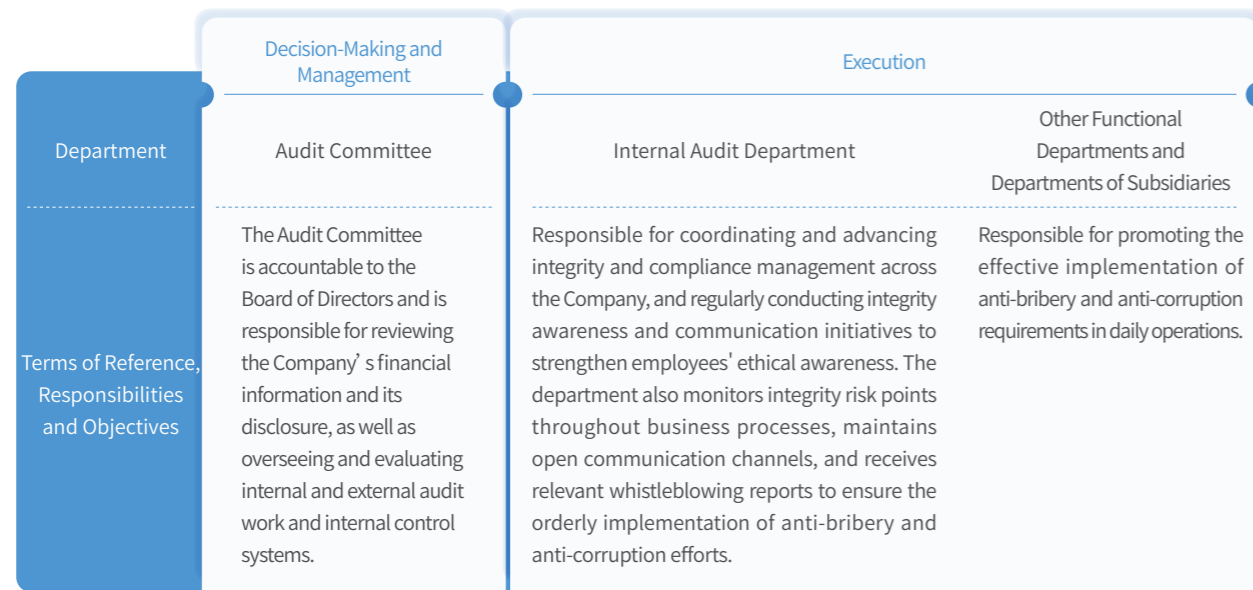 Decision-Making and
Management
Execution
Department
Audit Committee
Internal Audit Department
Other Functional
Departments and
Departments of Subsidiaries
Terms of Reference,
Responsibilities
and Objectives
The Audit Committee
is accountable to the
Board of Directors and is
responsible for reviewing
the Company’s financial
information and its
disclosure, as well as
overseeing and evaluating
internal and external audit
work and internal control
systems.
Responsible for coordinating and advancing
integrity and compliance management across
the Company, and regularly conducting integrity
awareness and communication initiatives to
strengthen employees' ethical awareness. The
department also monitors integrity risk points
throughout business processes, maintains
open communication channels, and receives
relevant whistleblowing reports to ensure the
orderly implementation of anti-bribery and
anti-corruption efforts.
Responsible for promoting the
effective implementation of
anti-bribery and anti-corruption
requirements in daily operations.